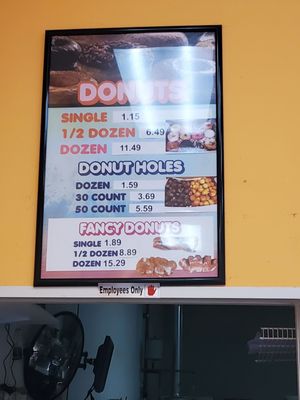 DONUTS
SINGLE 1.15
1/2 DOZEN 6.49
DOZEN 11.49
DONUT HOLES
DOZEN 1.59
30 COUNT 3.69
50 COUNT 5.59
FANCY DONUTS
SINGLE 1.89
1/2 DOZEN 8.89
DOZEN 15.29
Employees Only